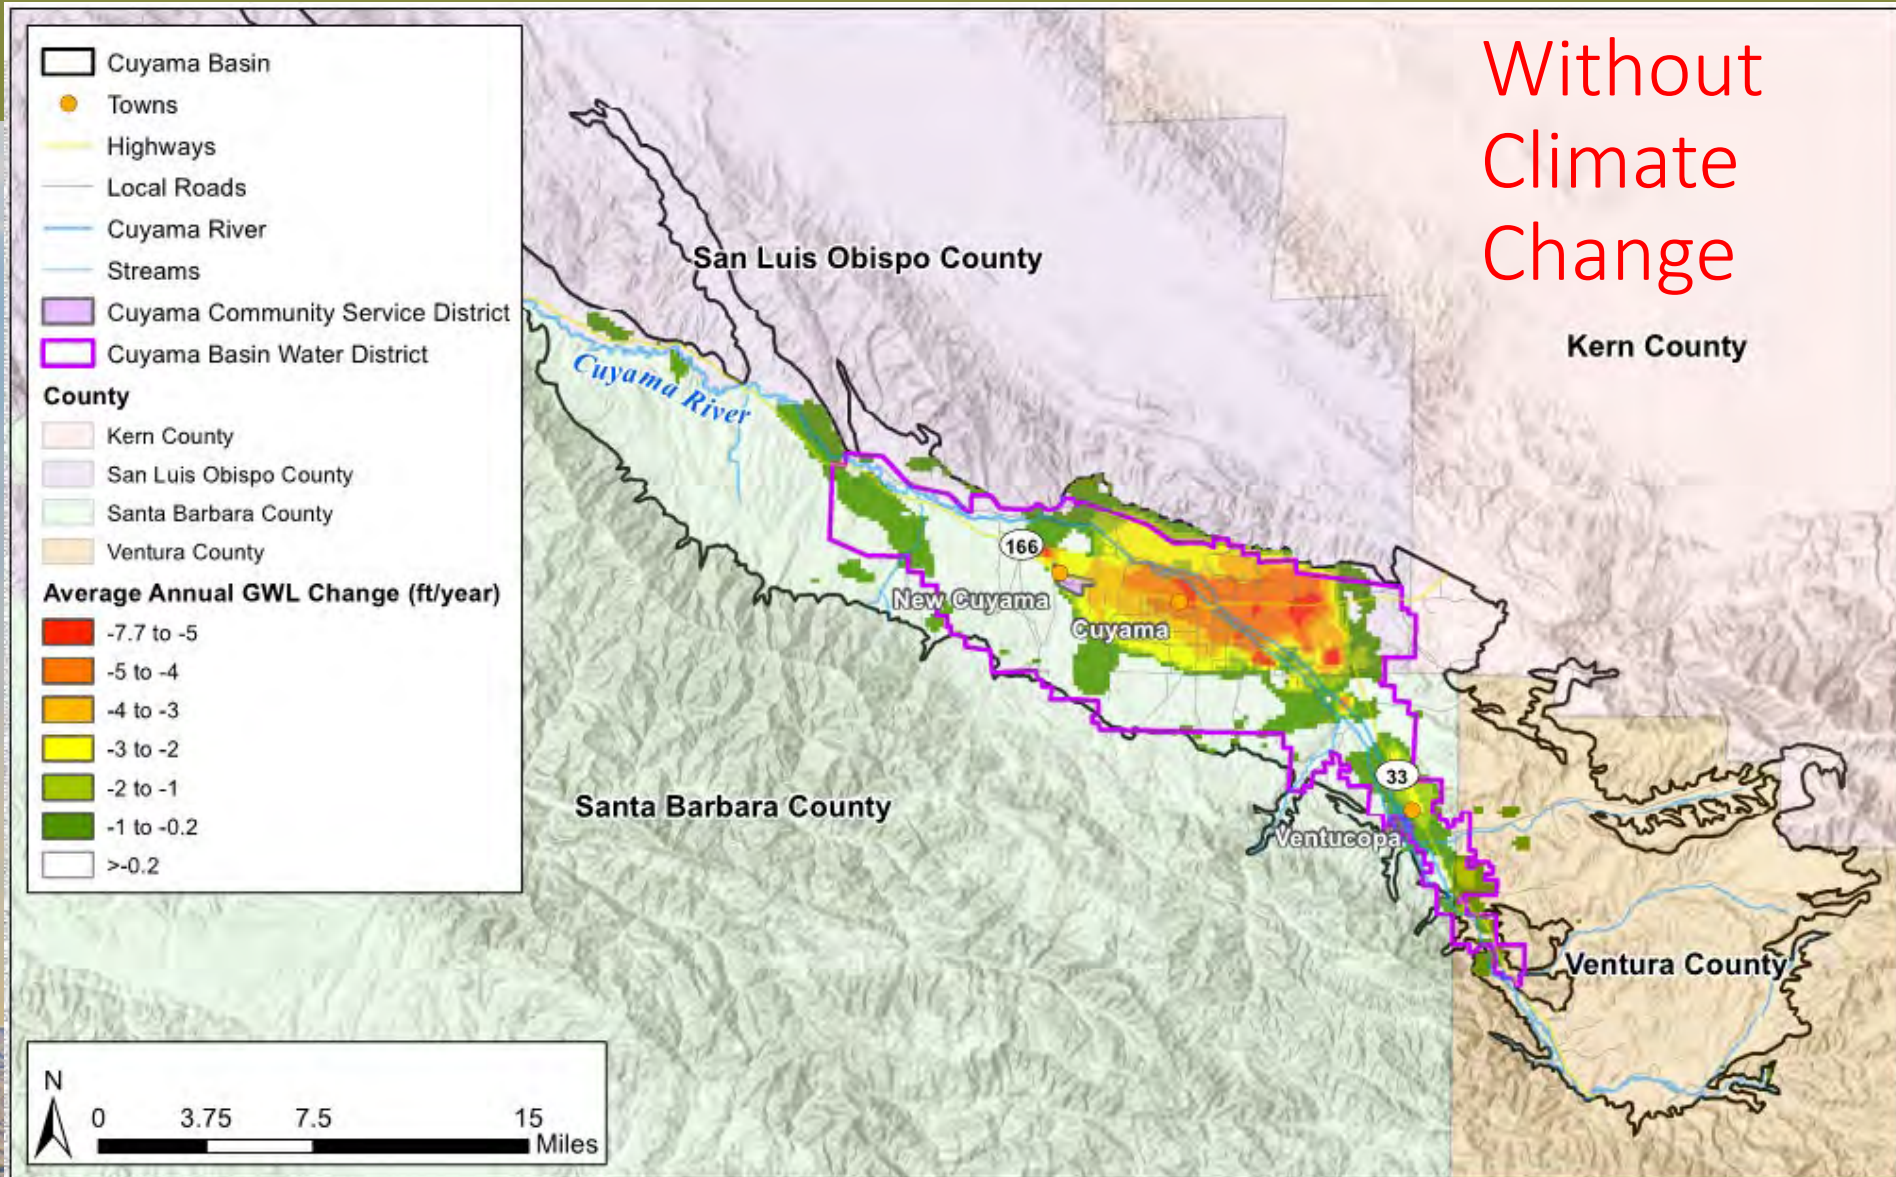 Without
Climate
Change
Cuyama Basin
Towns
Highways
Local Roads
Cuyama River
Streams
Cuyama Community Service District
Cuyama Basin Water District
County
Kern County
San Luis Obispo County
Santa Barbara County
Ventura County
Average Annual GWL Change (ft/year)
-7.7 to -5
-5 to -4
-4 to -3
-3 to -2
-2 to -1
-1 to -0.2
>-0.2
San Luis Obispo County
Kern County
Cuyama River
166
New Cuyama
Cuyama
Santa Barbara County
33
Ventucopa
Ventura County
N
0 3.75 7.5 15
Miles